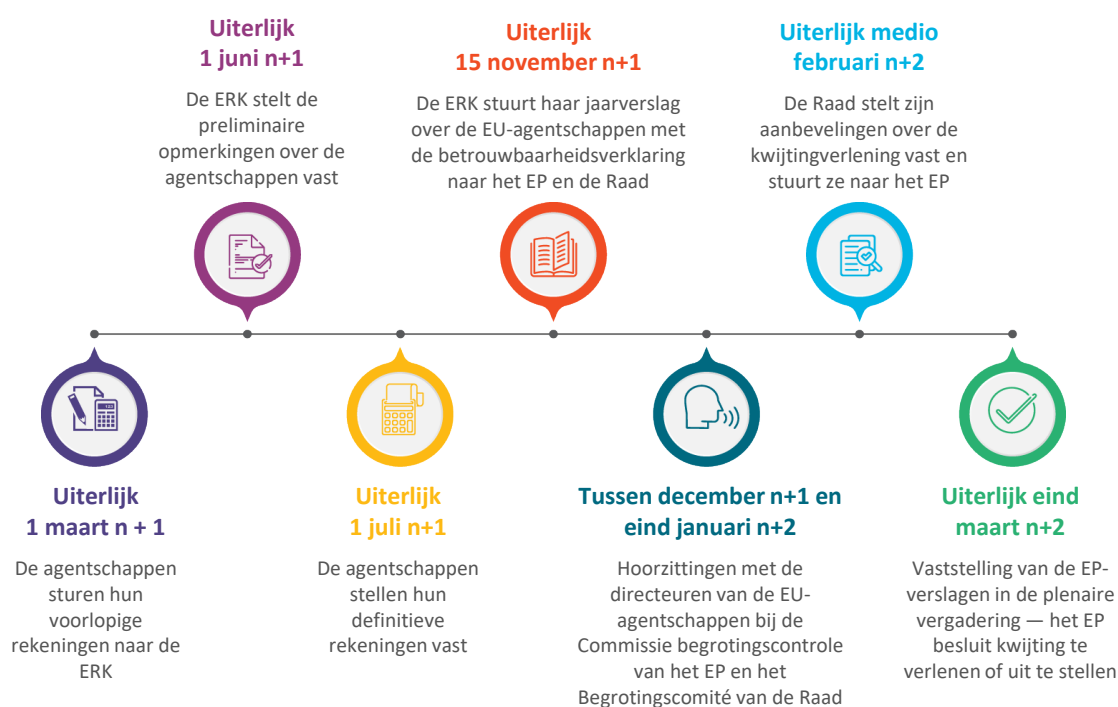 Uiterlijk
1 juni n+1
De ERK stelt de
preliminaire
opmerkingen over de
agentschappen vast
Uiterlijk
15 november n+1
De ERK stuurt haar jaarverslag
over de EU-agentschappen met
de betrouwbaarheidsverklaring
naar het EP en de Raad
Uiterlijk medio
februari n+2
De Raad stelt zijn
aanbevelingen over de
kwijtingverlening vast en
stuurt ze naar het EP
Uiterlijk
1 maart n + 1
De agentschappen
sturen hun
voorlopige
rekeningen naar de
ERK
Uiterlijk
1 juli n+1
De agentschappen
stellen hun
definitieve
rekeningen vast
Tussen december n+1 en
eind januari n+2
Hoorzittingen met de
directeuren van de EU-
agentschappen bij de
Commissie begrotingscontrole
van het EP en het
Begrotingscomité van de Raad
Uiterlijk eind
maart n+2
Vaststelling van de EP-
verslagen in de plenaire
vergadering — het EP
besluit kwijting te
verlenen of uit te stellen